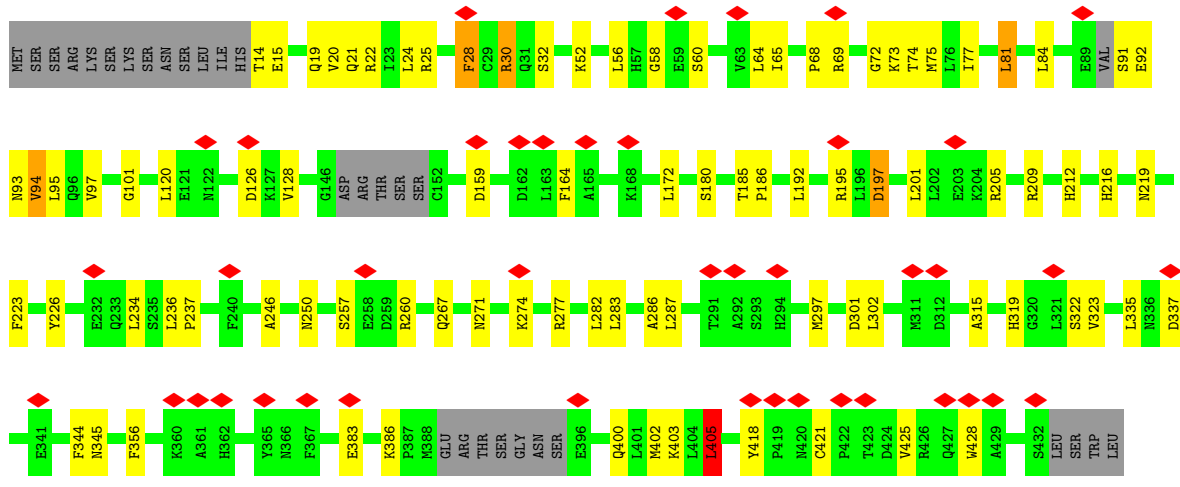 MET SER SER ARG LYS SER LYS SER ASN SER LEU ILE HIS T14 E15 Q19 V20 Q21 R22 I23 L24 R25 F28 C29 R30 Q31 S32 K52 L56 H57 G58 E59 S60 V63 L64 I65 P68 R69 G72 K73 T74 M75 L76 I77 L81 L84 E89 VAL S91 E92
N93 V94 L95 Q96 V97 G101 L120 E121 N122 D126 K127 V128 G146 ASP ARG THR SER SER C152 D159 D162 L163 F164 A165 K168 L172 S180 T185 P186 L192 R195 L196 D197 L201 L202 E203 K204 R205 R209 H212 H216 N219
F223 Y226 E232 Q233 L234 S235 L236 P237 F240 A246 N250 S257 E258 D259 R260 Q267 N271 K274 R277 L282 L283 A286 L287 T291 A292 S293 H294 M297 D301 L302 M311 D312 A315 H319 G320 L321 S322 V323 L335 N336 D337
E341 F344 N345 F356 K360 A361 H362 Y365 N366 F367 E383 K386 P387 M388 GLU ARG THR SER GLY ASN SER E396 Q400 L401 M402 K403 L404 L405 Y418 P419 N420 C421 P422 T423 D424 V425 R426 Q427 W428 A429 S432 LEU SER TRP LEU